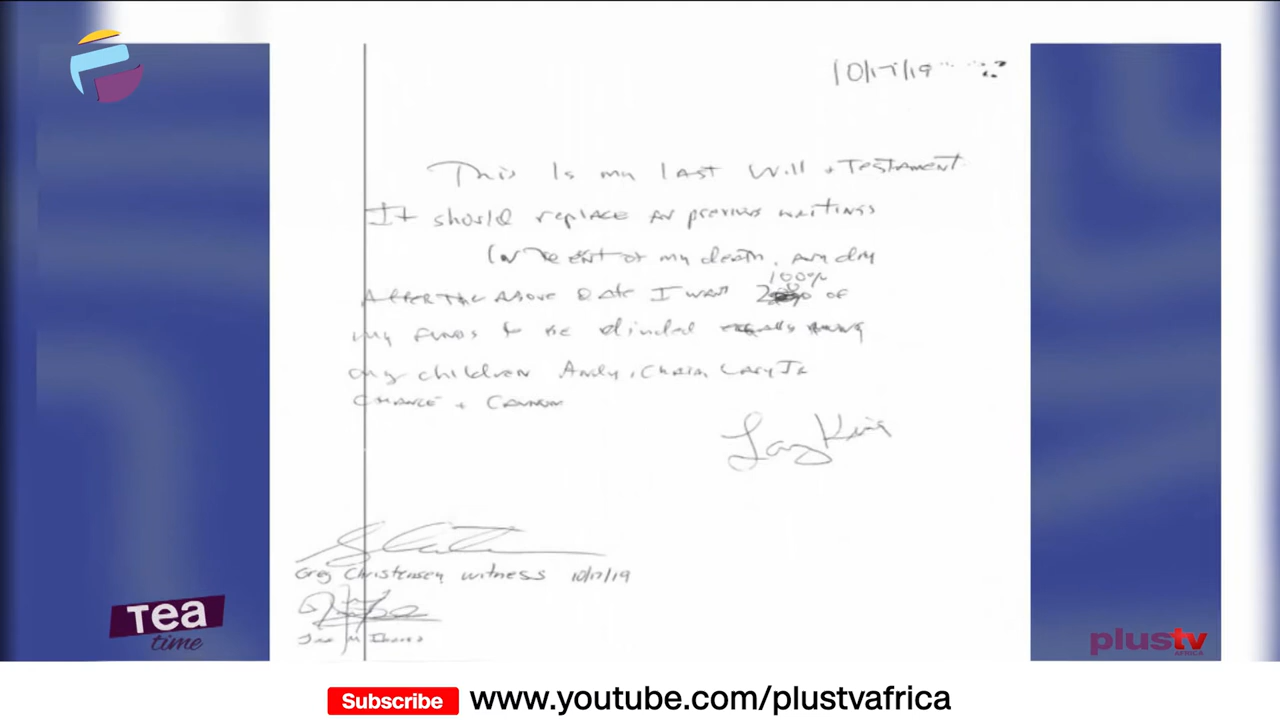 10/17/19
This Is my last Will + Testament
It should replace all previous writings
In the event of my death, any day
100%
After the Above Date I want of
my funds to be divided equally among
my children Andy, Chaia, Larry Jr
Chance + Cannon
Larry King
Greg Christensen witness 10/17/19
Tea
time
plustv
AFRICA
Subscribe www.youtube.com/plustvafrica